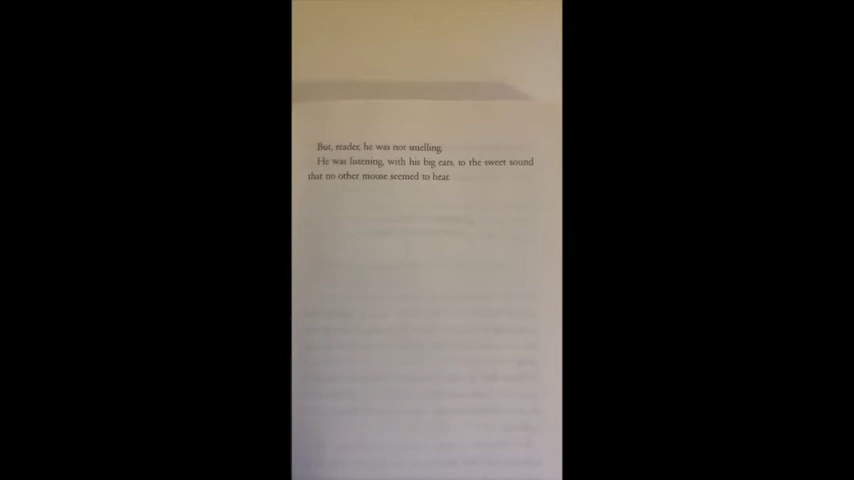 But, reader, he was not smelling.
He was listening, with his big ears, to the sweet sound
that no other mouse seemed to hear.